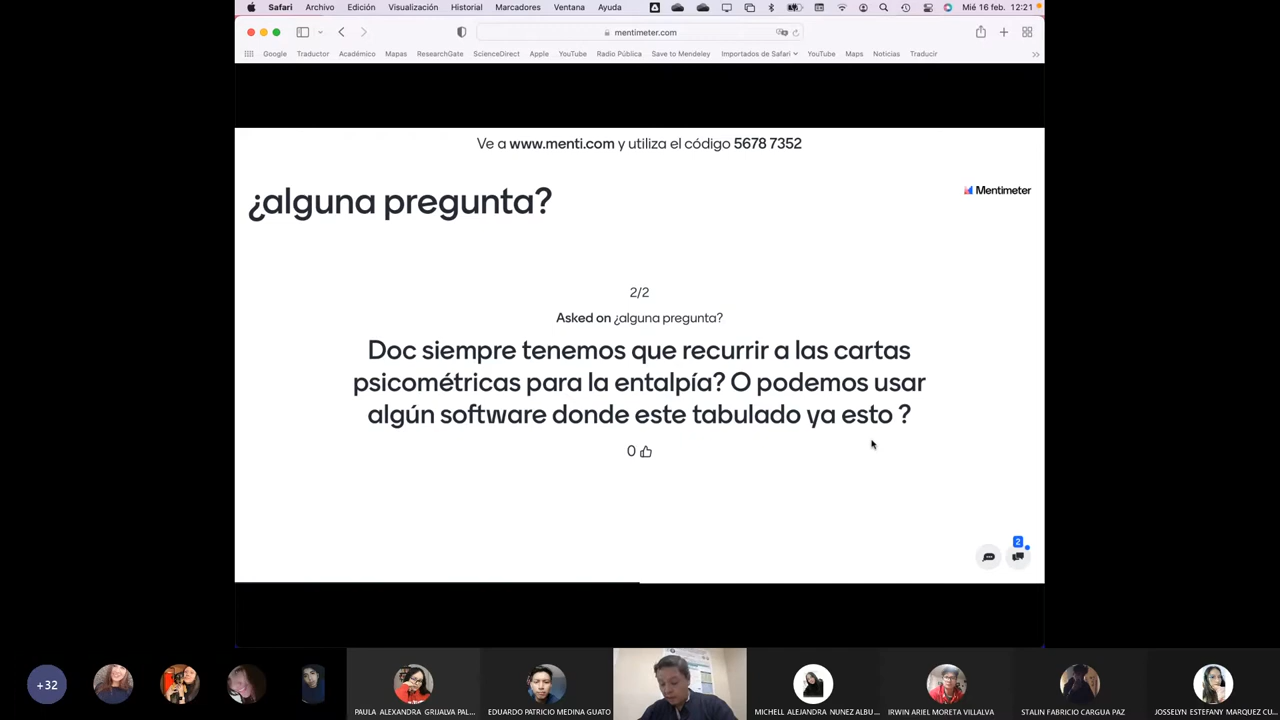 Safari Archivo Edición Visualización Historial Marcadores Ventana Ayuda Mié 16 feb. 12:21
mentimeter.com
Google Traductor Académico Mapas ResearchGate ScienceDirect Apple YouTube Radio Pública Save to Mendeley Importados de Safari YouTube Maps Noticias Traducir
Ve a www.menti.com y utiliza el código 5678 7352
¿alguna pregunta?
Mentimeter
2/2
Asked on ¿alguna pregunta?
Doc siempre tenemos que recurrir a las cartas
psicométricas para la entalpía? O podemos usar
algún software donde este tabulado ya esto ?
0
2
+32
PAULA ALEXANDRA GRIJALVA PAL...
EDUARDO PATRICIO MEDINA GUATO
MICHELL ALEJANDRA NUNEZ ALBU...
IRWIN ARIEL MORETA VILLALVA
STALIN FABRICIO CARGUA PAZ
JOSSELYN ESTEFANY MARQUEZ CU...